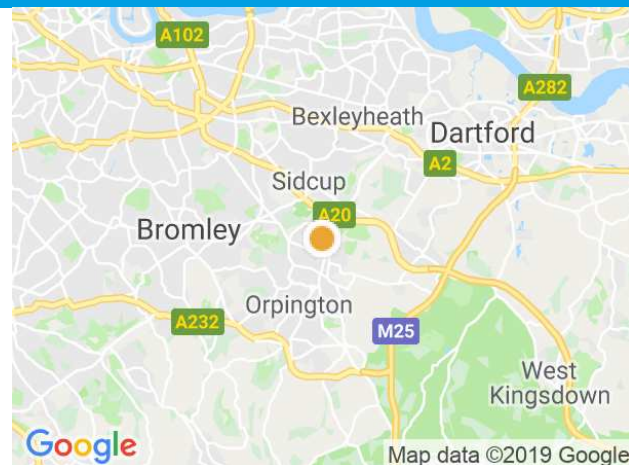 A102
A282
Bexleyheath
Dartford
A2
Sidcup
A20
Bromley
Orpington
A232
M25
West
Kingsdown
Google
Map data ©2019 Google